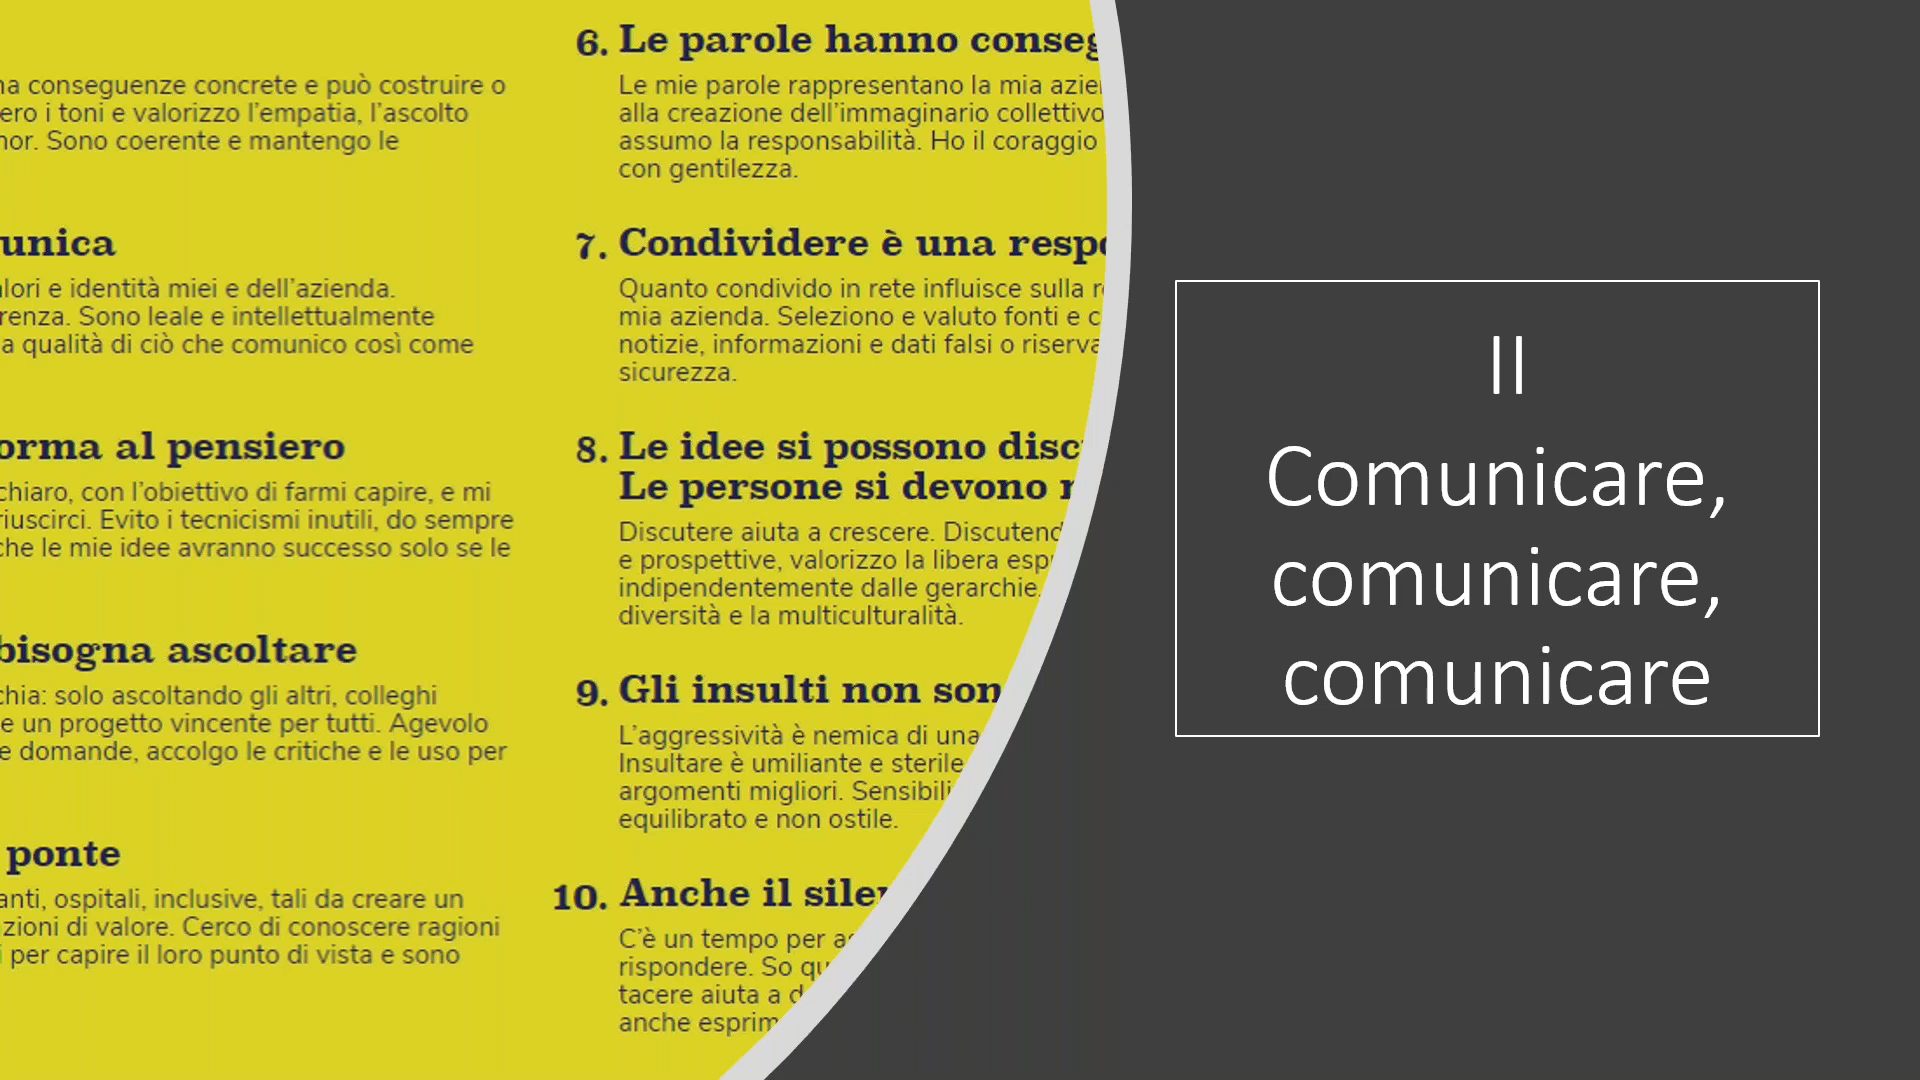 ha conseguenze concrete e può costruire o
ero i toni e valorizzo l'empatia, l'ascolto
Sono coerente e mantengo le
unica
e identità miei e dell'azienda.
Sono leale e intellettualmente
a qualità di ciò che comunico così come
orma al pensiero
chiaro, con l'obiettivo di farmi capire, e mi
riuscirci. Evito i tecnicismi inutili, do sempre
che le mie idee avranno successo solo se le
bisogna ascoltare
solo ascoltando gli altri, colleghi
e un progetto vincente per tutti. Agevolo
e domande, accolgo le critiche e le uso per
ponte
anti, ospitali, inclusive, tali da creare un
azioni di valore. Cerco di conoscere ragioni
i per capire il loro punto di vista e sono
6. Le parole hanno conseg
Le mie parole rappresentano la mia azie
alla creazione dell'immaginario collettivo
assumo la responsabilità. Ho il coraggio
con gentilezza.
7. Condividere è una respo
Quanto condivido in rete influisce sulla r
mia azienda. Seleziono e valuto fonti e c
notizie, informazioni e dati falsi o riserva
sicurezza.
8. Le idee si possono disc
Le persone si devono r
Discutere aiuta a crescere. Discutend
e prospettive, valorizzo la libera esp
indipendentemente dalle gerarchie.
diversità e la multiculturalità.
9. Gli insulti non son
L'aggressività è nemica di una
Insultare è umiliante e sterile
argomenti migliori. Sensibili
equilibrato e non ostile.
10. Anche il sile
C'è un tempo per as
rispondere. So qu
tacere aiuta a d
anche esprim
II
Comunicare,
comunicare,
comunicare